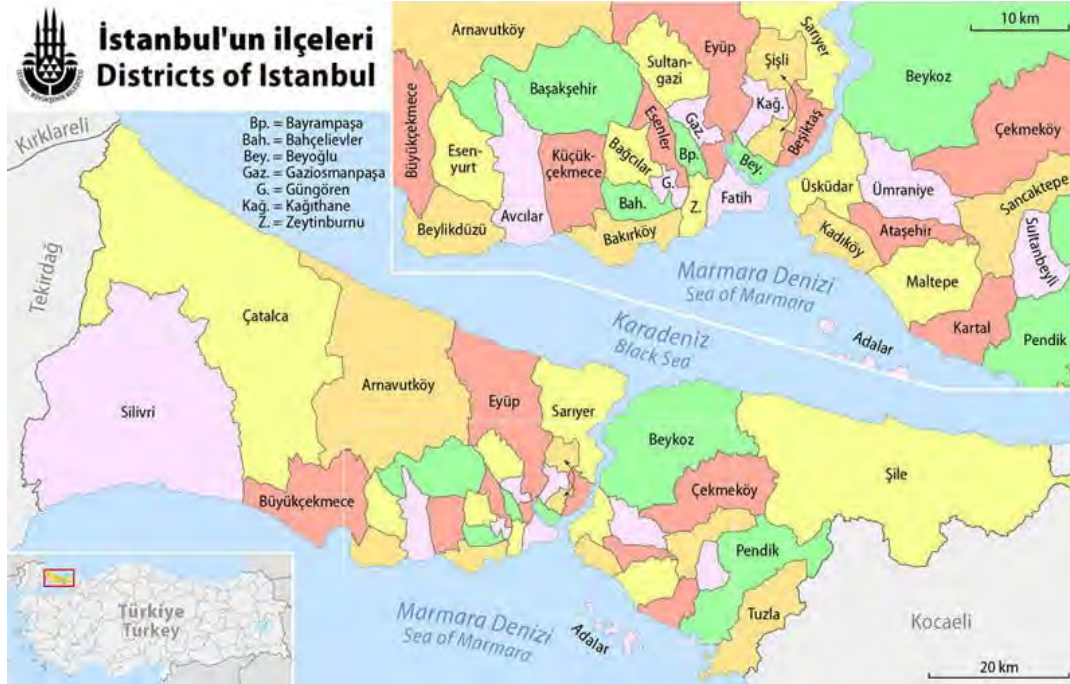 İstanbul'un ilçeleri
Districts of Istanbul
Bp. = Bayrampaşa
Bah. = Bahçelievler
Bey. = Beyoğlu
Gaz. = Gaziosmanpaşa
G. = Güngören
Kağ. = Kağıthane
Z. = Zeytinburnu
10 km
Arnavutköy
Eyüp
Sarıyer
Şişli
Sultan-
gazi
Beykoz
Başakşehir
Kağ.
Gaz.
Çekmeköy
Büyükçekmece
Esenler
Beşiktaş
Esen-
yurt
Küçük-
çekmece
Bağcılar
Bp.
Bey.
Üsküdar
Ümraniye
Sancaktepe
G.
Bah.
Z.
Fatih
Avcılar
Beylikdüzü
Bakırköy
Kadıköy
Ataşehir
Sultanbeyli
Maltepe
Marmara Denizi
Sea of Marmara
Kartal
Adalar
Pendik
Kırklareli
Tekirdağ
Karadeniz
Black Sea
Çatalca
Silivri
Arnavutköy
Eyüp
Sarıyer
Beykoz
Şile
Büyükçekmece
Çekmeköy
Pendik
Tuzla
Kocaeli
Marmara Denizi
Sea of Marmara
Adalar
Türkiye
Turkey
20 km